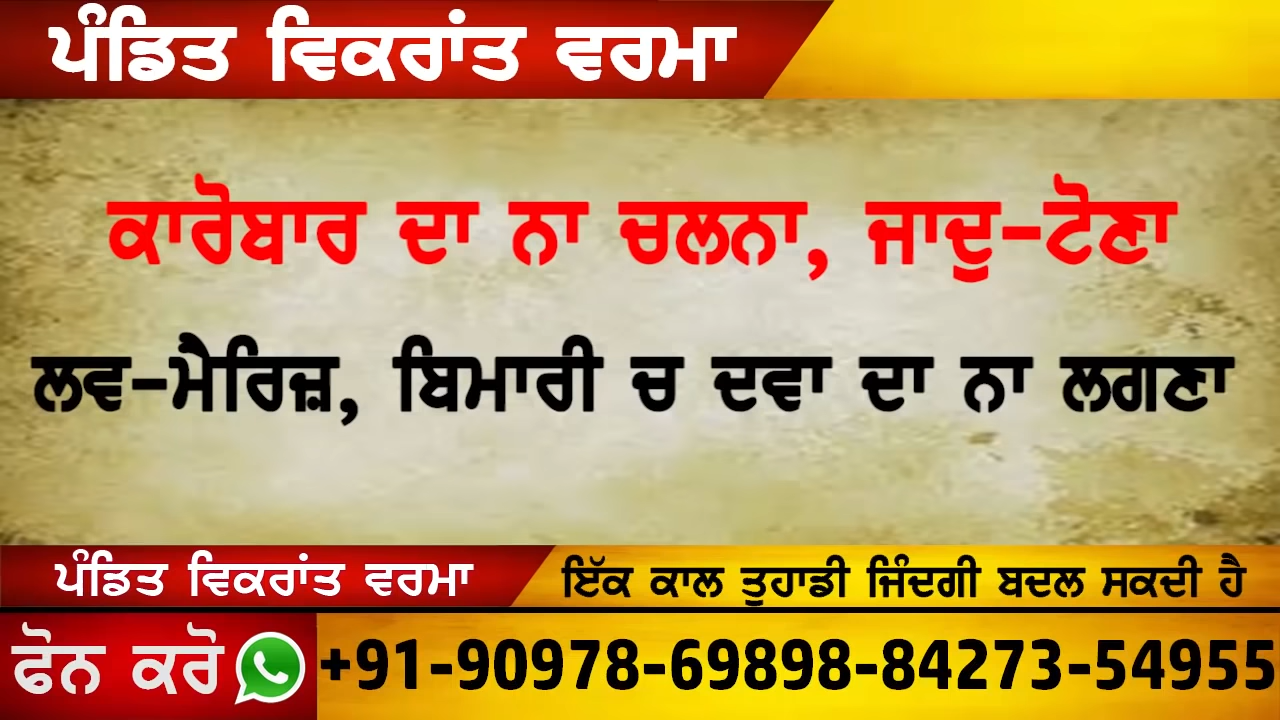 ਪੰਡਿਤ ਵਿਕਰਾਂਤ ਵਰਮਾ
ਕਾਰੋਬਾਰ ਦਾ ਨਾ ਚਲਨਾ, ਜਾਦੁ-ਟੋਣਾ
ਲਵ-ਮੈਰਿਜ਼, ਬਿਮਾਰੀ ਚ ਦਵਾ ਦਾ ਨਾ ਲਗਣਾ
ਪੰਡਿਤ ਵਿਕਰਾਂਤ ਵਰਮਾ
ਇੱਕ ਕਾਲ ਤੁਹਾਡੀ ਜਿੰਦਗੀ ਬਦਲ ਸਕਦੀ ਹੈ
ਫੋਨ ਕਰੋ +91-90978-69898-84273-54955